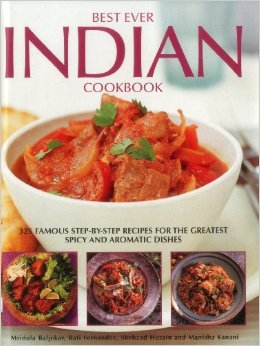 BEST EVER
INDIAN
COOKBOOK
325 FAMOUS STEP-BY-STEP RECIPES FOR THE GREATEST
SPICY AND AROMATIC DISHES
Mridula Baljekar, Rafi Fernandez, Shehzad Husain and Manisha Kanani